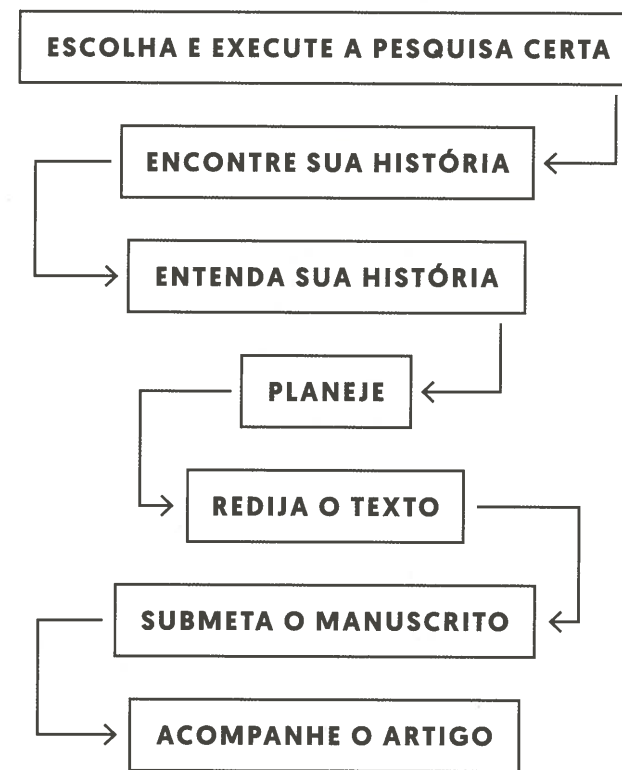 ESCOLHA E EXECUTE A PESQUISA CERTA
ENCONTRE SUA HISTÓRIA
ENTENDA SUA HISTÓRIA
PLANEJE
REDIJA O TEXTO
SUBMETA O MANUSCRITO
ACOMPANHE O ARTIGO